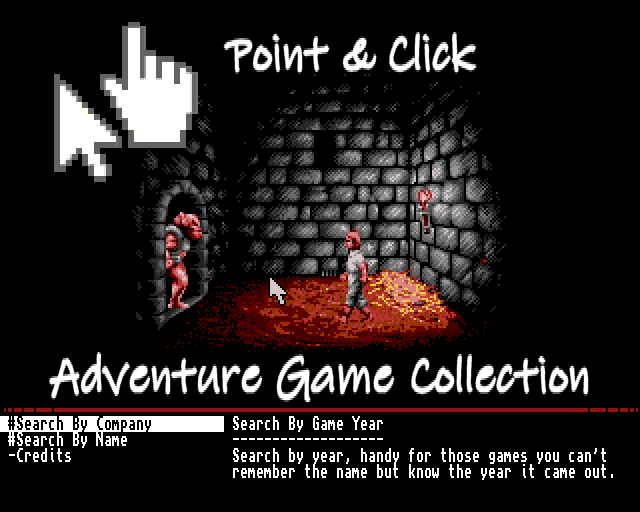 Point & Click
Adventure Game Collection
#Search By Company
#Search By Name
-Credits
Search By Game Year
-------------------
Search by year, handy for those games you can't
remember the name but know the year it came out.